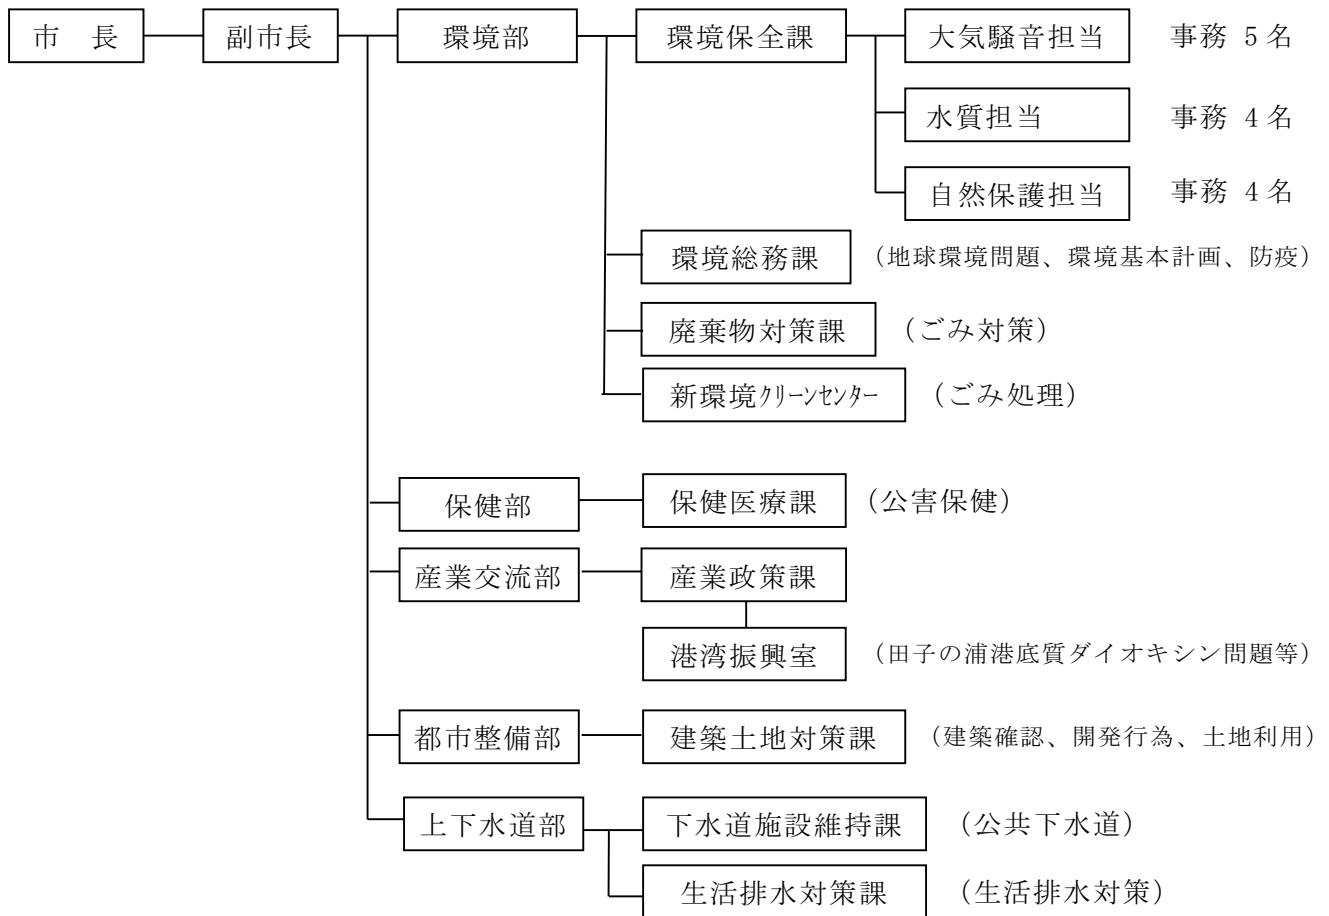 市　長 副市長 環境部 環境保全課 大気騒音担当 事務 5名
水質担当 事務 4名
自然保護担当 事務 4名
環境総務課 （地球環境問題、環境基本計画、防疫）
廃棄物対策課 （ごみ対策）
新環境ｸﾘｰﾝｾﾝﾀｰ （ごみ処理）
保健部 保健医療課 （公害保健）
産業交流部 産業政策課
港湾振興室 （田子の浦港底質ダイオキシン問題等）
都市整備部 建築土地対策課 （建築確認、開発行為、土地利用）
上下水道部 下水道施設維持課 （公共下水道）
生活排水対策課 （生活排水対策）